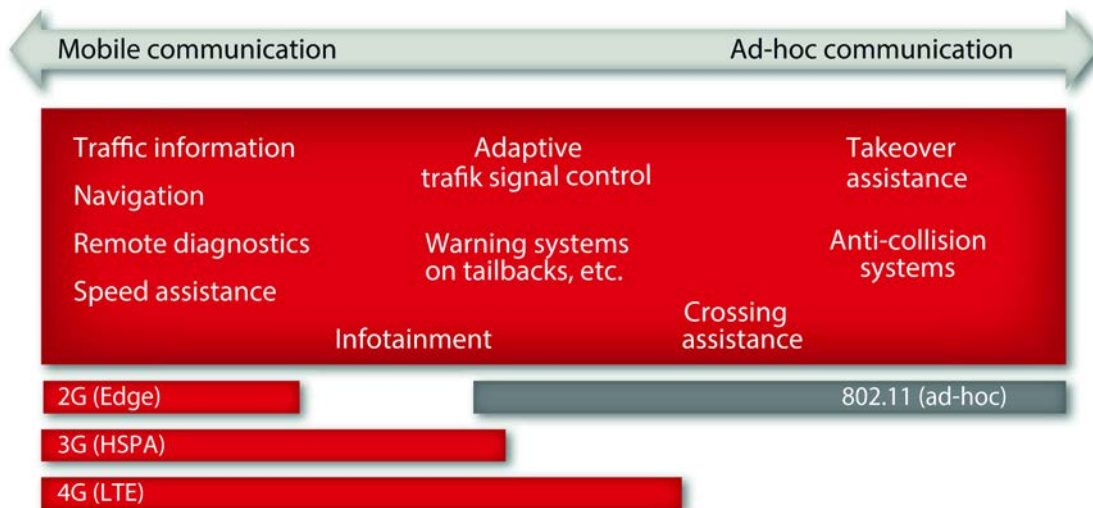 Mobile communication
Ad-hoc communication
Traffic information
Navigation
Remote diagnostics
Speed assistance
Adaptive
trafik signal control
Warning systems
on tailbacks, etc.
Infotainment
Takeover
assistance
Anti-collision
systems
Crossing
assistance
2G (Edge)
802.11 (ad-hoc)
3G (HSPA)
4G (LTE)